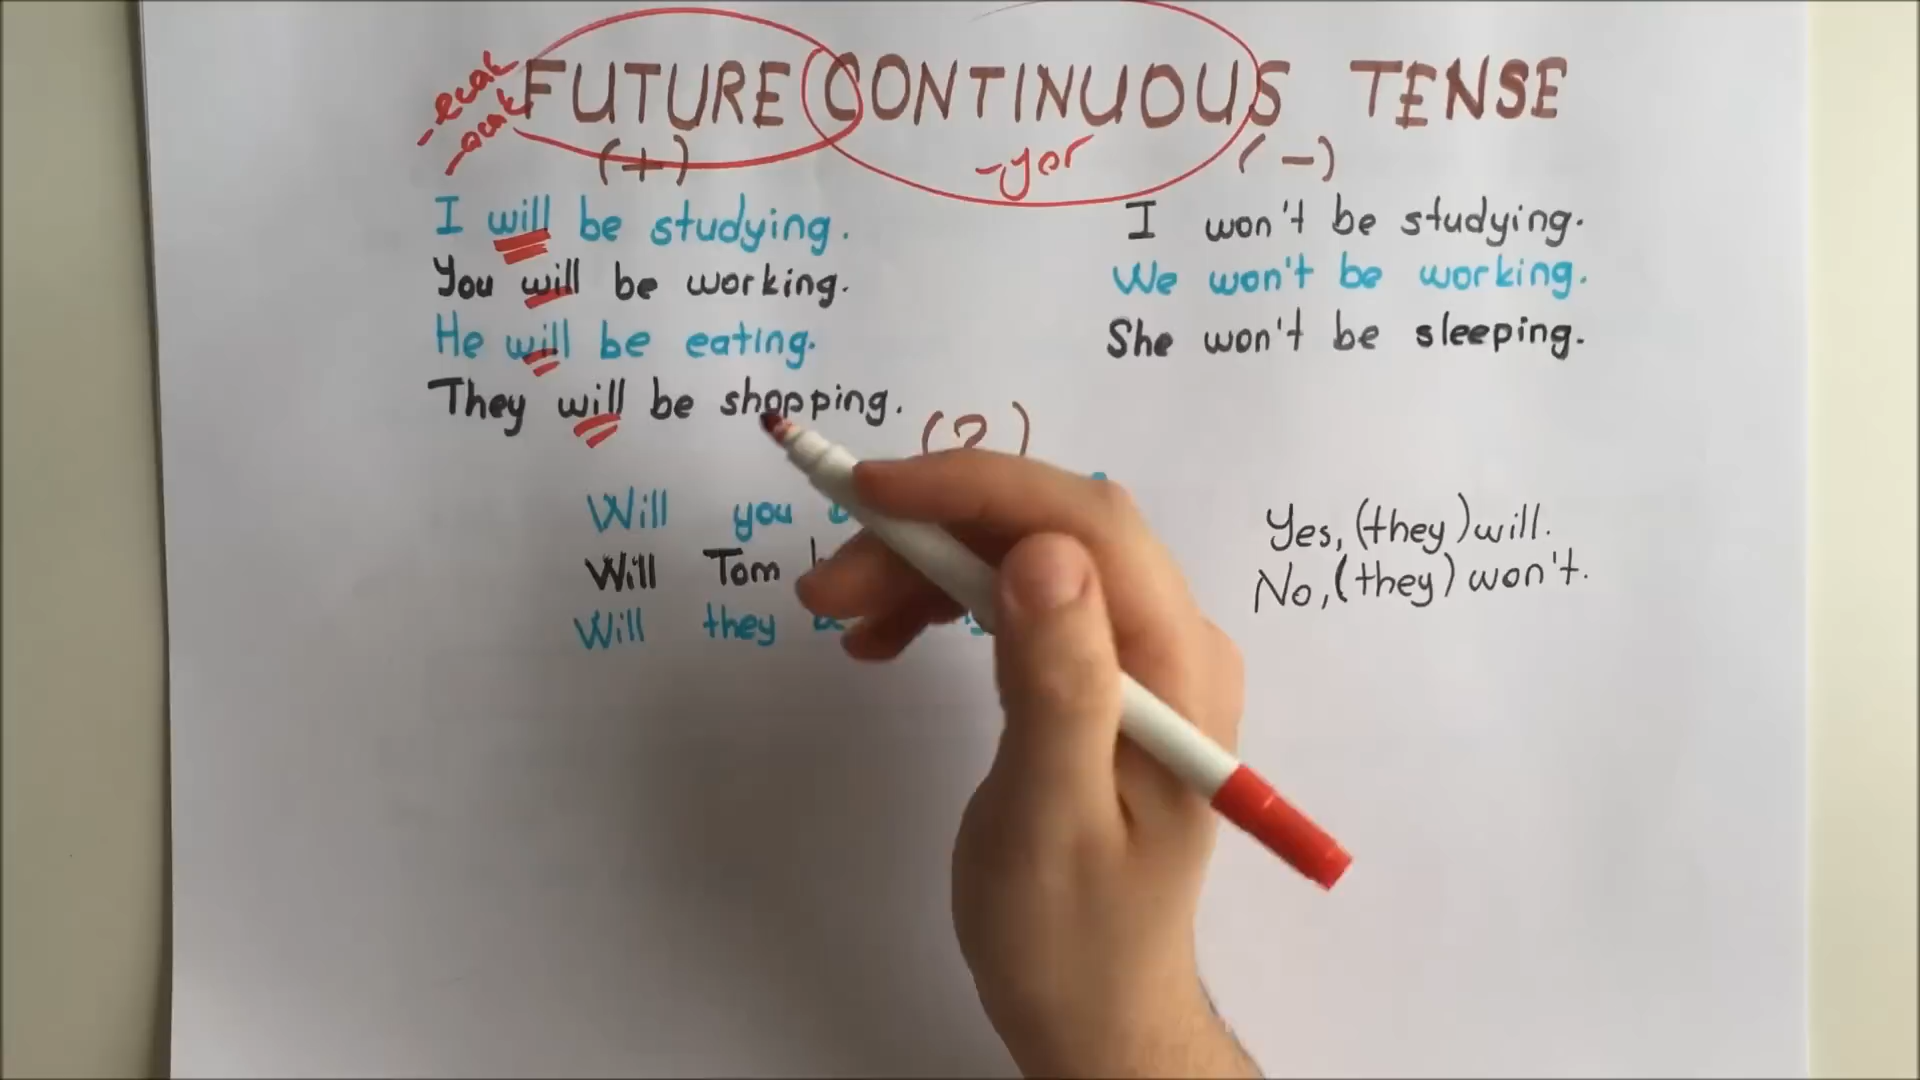 -ecak
-acak
FUTURE CONTINUOUS TENSE
-yor
(+)
I will be studying.
You will be working.
He will be eating.
They will be shopping.
(-)
I won't be studying.
We won't be working.
She won't be sleeping.
(?)
Will you
Will Tom
Will they
Yes, (they) will.
No, (they) won't.